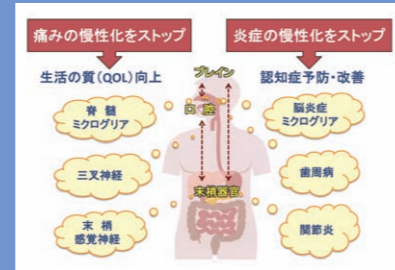 痛みの慢性化をストップ
炎症の慢性化をストップ
生活の質(QOL)向上
ブレイン
認知症予防・改善
脊髄
ミクログリア
口腔
脳炎症
ミクログリア
三叉神経
歯周病
末梢器官
末梢
感覚神経
関節炎